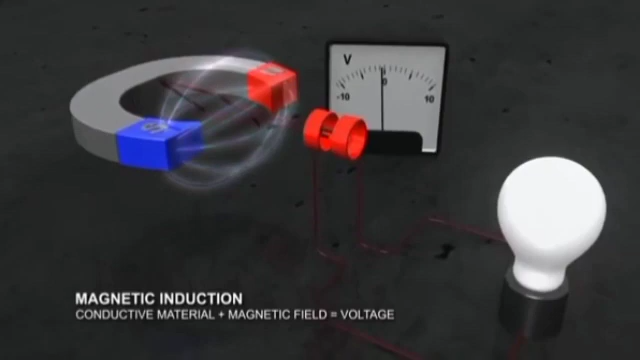 V
-10 0 10
S
MAGNETIC INDUCTION
CONDUCTIVE MATERIAL + MAGNETIC FIELD = VOLTAGE